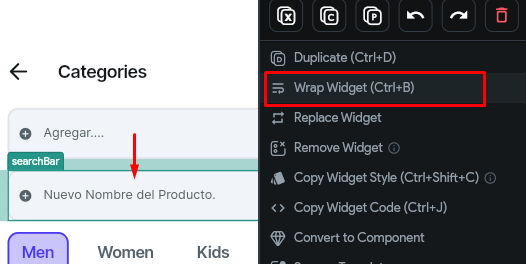 X
C
P
Categories
Agregar....
searchBar
Nuevo Nombre del Producto.
Men
Women
Kids
Duplicate (Ctrl+D)
Wrap Widget (Ctrl+B)
Replace Widget
Remove Widget
Copy Widget Style (Ctrl+Shift+C)
Copy Widget Code (Ctrl+J)
Convert to Component